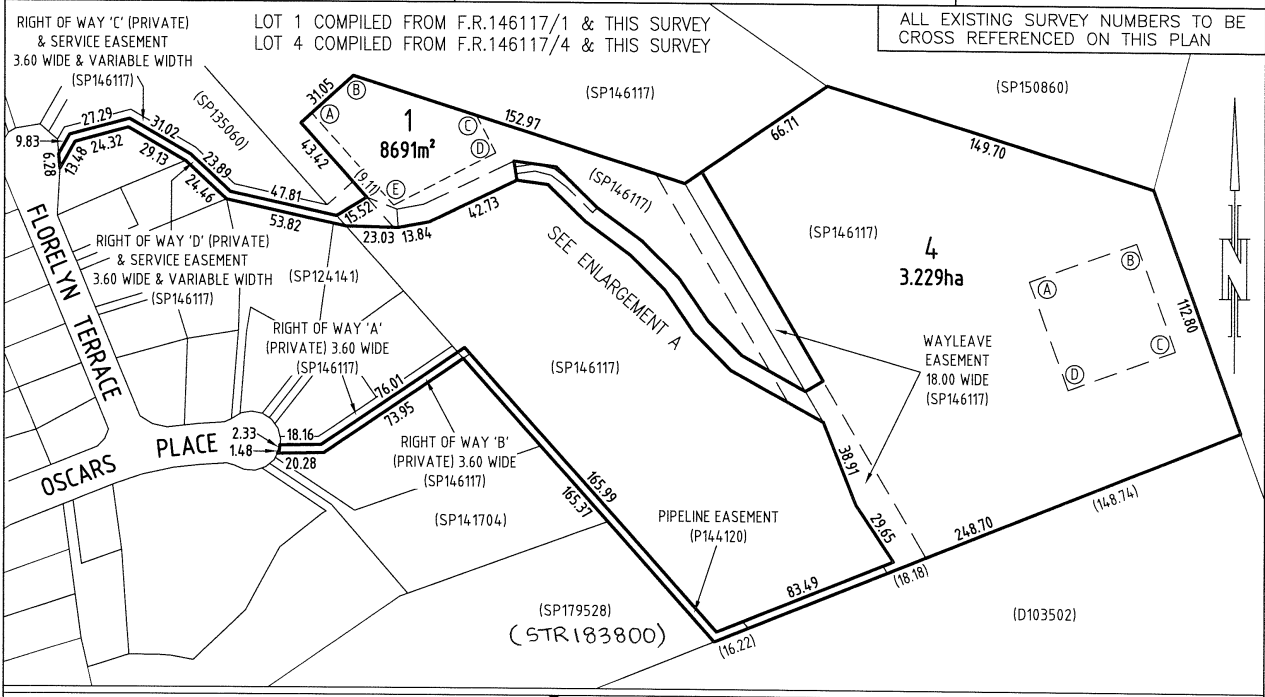 RIGHT OF WAY 'C' (PRIVATE)
& SERVICE EASEMENT
3.60 WIDE & VARIABLE WIDTH
(SP146117)
LOT 1 COMPILED FROM F.R.146117/1 & THIS SURVEY
LOT 4 COMPILED FROM F.R.146117/4 & THIS SURVEY
ALL EXISTING SURVEY NUMBERS TO BE
CROSS REFERENCED ON THIS PLAN
(SP135060)
(SP146117)
(SP150860)
31.05
A
B
C
D
E
1
8691m²
152.97
66.71
149.70
43.42
(9.11)
9.83
6.28
27.29
13.48
24.32
31.02
29.13
23.89
24.46
47.81
53.82
15.52
23.03
13.84
42.73
(SP146117)
SEE ENLARGEMENT A
(SP146117)
4
3.229ha
A
B
C
D
112.80
N
FLORELYN TERRACE
RIGHT OF WAY 'D' (PRIVATE)
& SERVICE EASEMENT
3.60 WIDE & VARIABLE WIDTH
(SP146117)
(SP124141)
RIGHT OF WAY 'A'
(PRIVATE) 3.60 WIDE
(SP146117)
(SP146117)
WAYLEAVE
EASEMENT
18.00 WIDE
(SP146117)
76.01
73.95
18.16
2.33
1.48
20.28
OSCARS PLACE
RIGHT OF WAY 'B'
(PRIVATE) 3.60 WIDE
(SP146117)
(SP141704)
165.99
165.37
38.91
29.65
PIPELINE EASEMENT
(P144120)
83.49
(18.18)
248.70
(148.74)
(16.22)
(SP179528)
(STR183800)
(D103502)